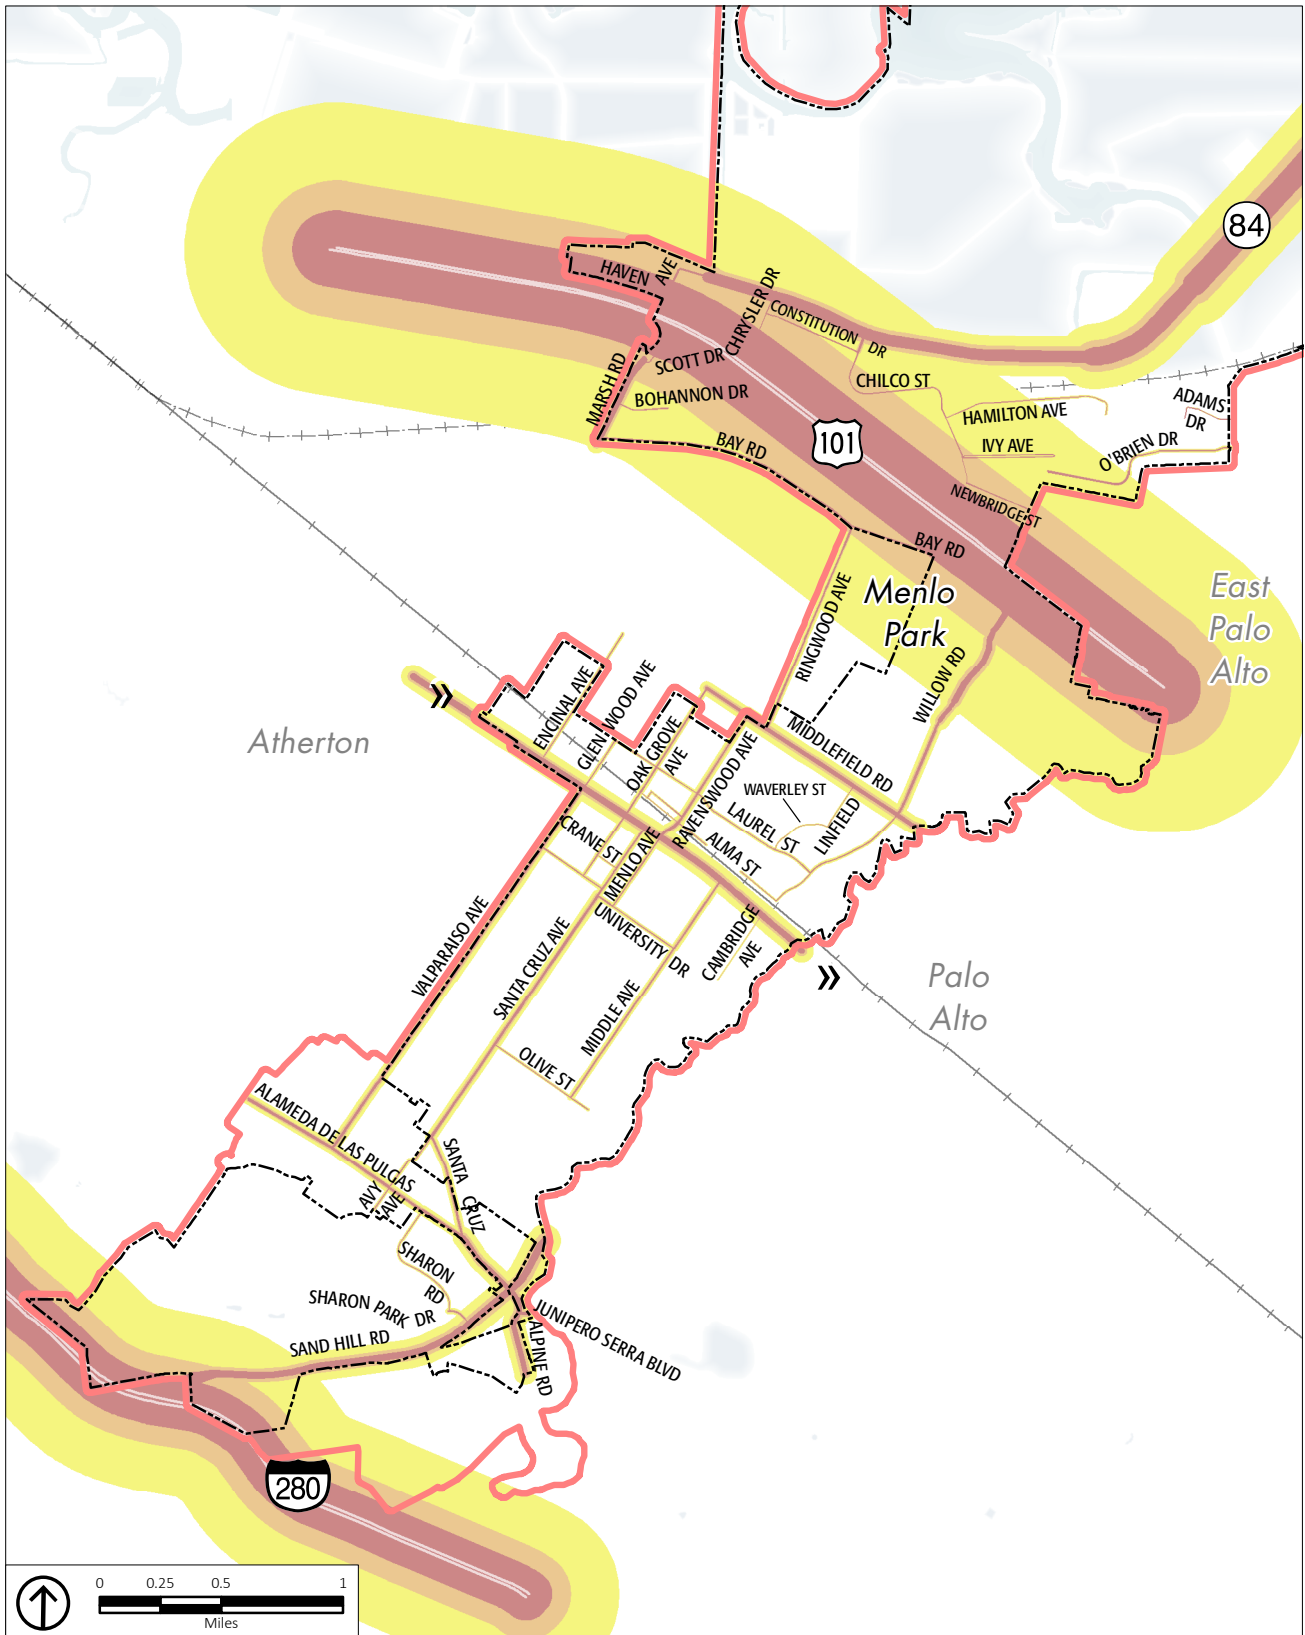 84
HAVEN AVE
CHRYSLER DR
CONSTITUTION DR
SCOTT DR
MARSH RD
BOHANNON DR
CHILCO ST
HAMILTON AVE
ADAMS
DR
BAY RD
101
IVY AVE
O'BRIEN DR
NEWBRIDGE ST
BAY RD
Menlo
Park
East
Palo
Alto
RINGWOOD AVE
WILLOW RD
ENCINAL AVE
GLENWOOD AVE
Atherton
OAK GROVE
AVE
MIDDLEFIELD RD
RAVENSWOOD AVE
WAVERLEY ST
LINFIELD
LAUREL ST
ALMA ST
CRANE ST
MENLO AVE
VALPARAISO AVE
SANTA CRUZ AVE
UNIVERSITY DR
CAMBRIDGE
AVE
MIDDLE AVE
Palo
Alto
OLIVE ST
ALAMEDA DE LAS PULGAS
SANTA CRUZ
AVY
AVE
SHARON
RD
SHARON PARK DR
SAND HILL RD
JUNIPERO SERRA BLVD
ALPINE RD
280
0 0.25 0.5 1
Miles